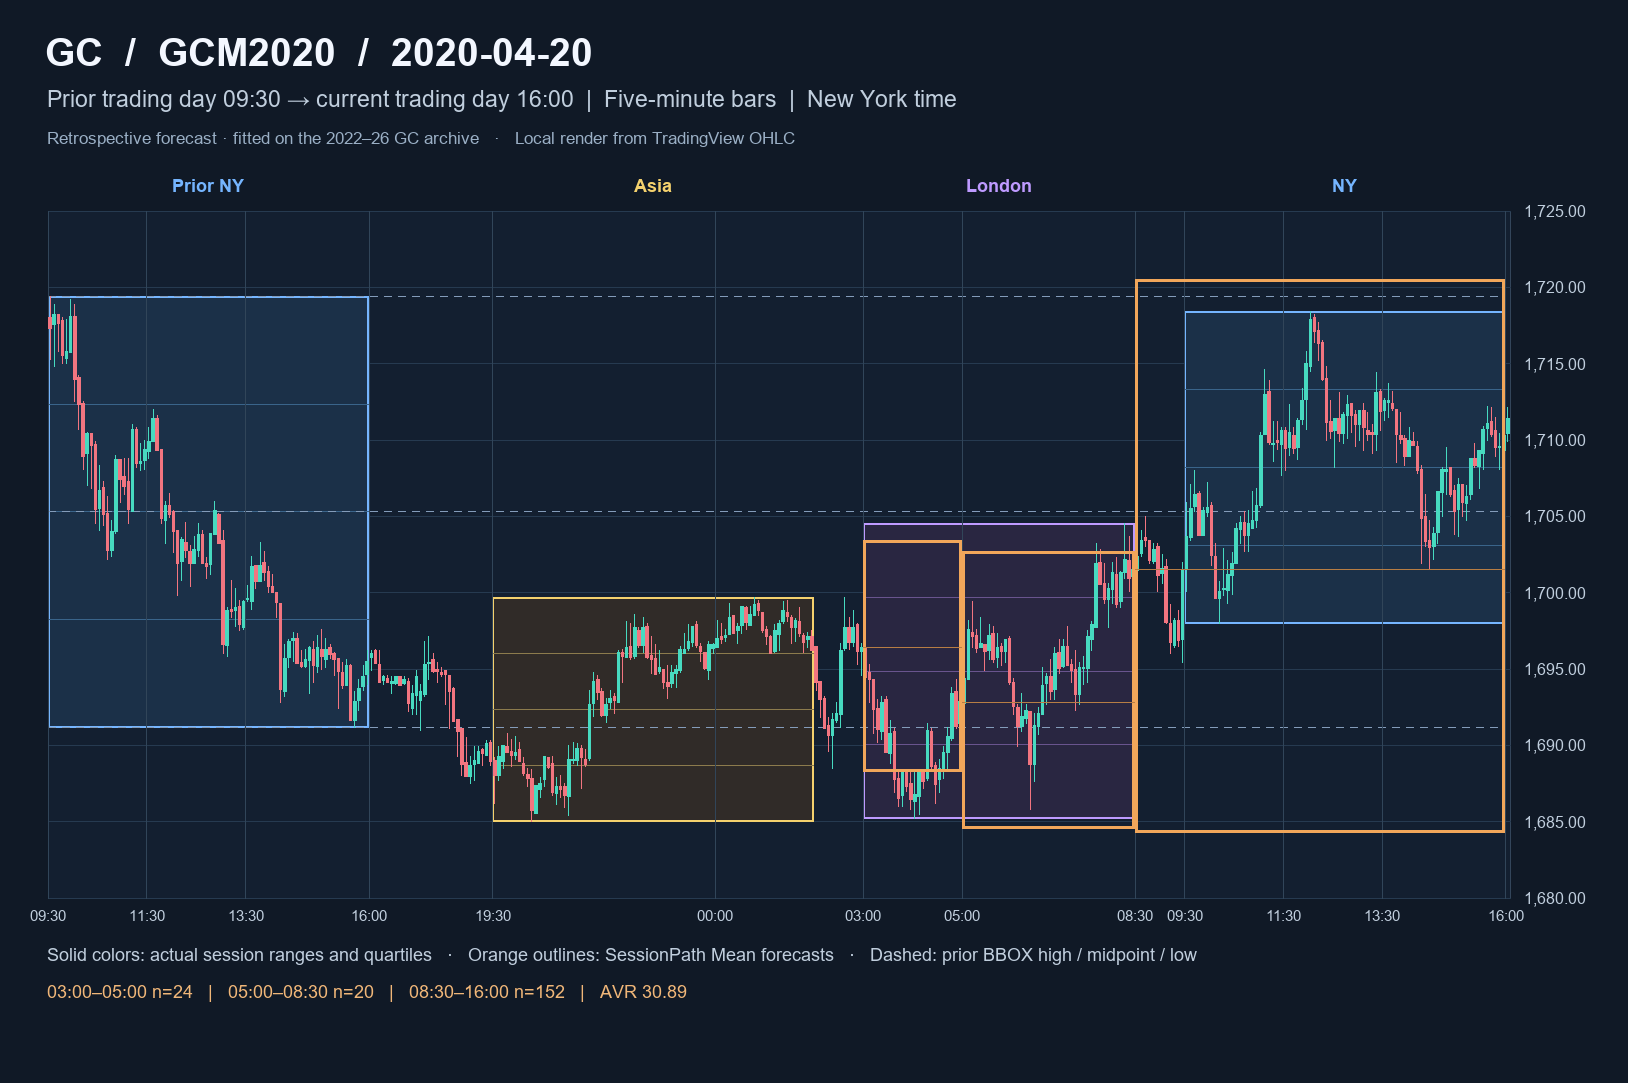 GC / GCM2020 / 2020-04-20
Prior trading day 09:30 → current trading day 16:00 | Five-minute bars | New York time
Retrospective forecast · fitted on the 2022–26 GC archive · Local render from TradingView OHLC
Prior NY Asia London NY
1,725.00
1,720.00
1,715.00
1,710.00
1,705.00
1,700.00
1,695.00
1,690.00
1,685.00
1,680.00
09:30 11:30 13:30 16:00 19:30 00:00 03:00 05:00 08:30 09:30 11:30 13:30 16:00
Solid colors: actual session ranges and quartiles · Orange outlines: SessionPath Mean forecasts · Dashed: prior BBOX high / midpoint / low
03:00–05:00 n=24 | 05:00–08:30 n=20 | 08:30–16:00 n=152 | AVR 30.89